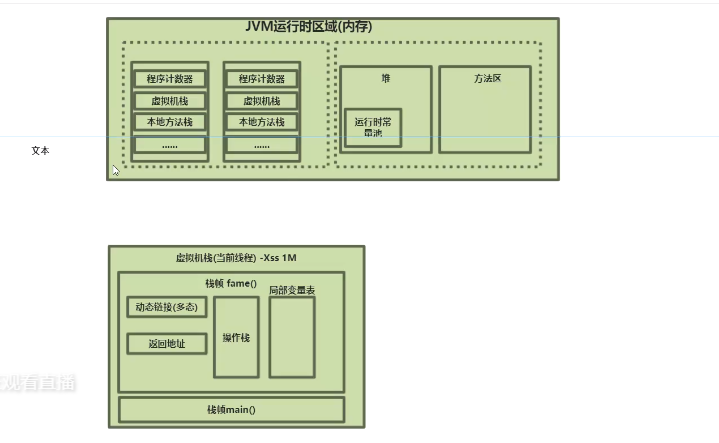 JVM运行时区域(内存)
程序计数器
虚拟机栈
本地方法栈
......
程序计数器
虚拟机栈
本地方法栈
......
堆
运行时常
量池
方法区
文本
虚拟机栈(当前线程) -Xss 1M
栈帧 fame()
动态链接(多态)
返回地址
操作栈
局部变量表
栈帧main()
观看直播